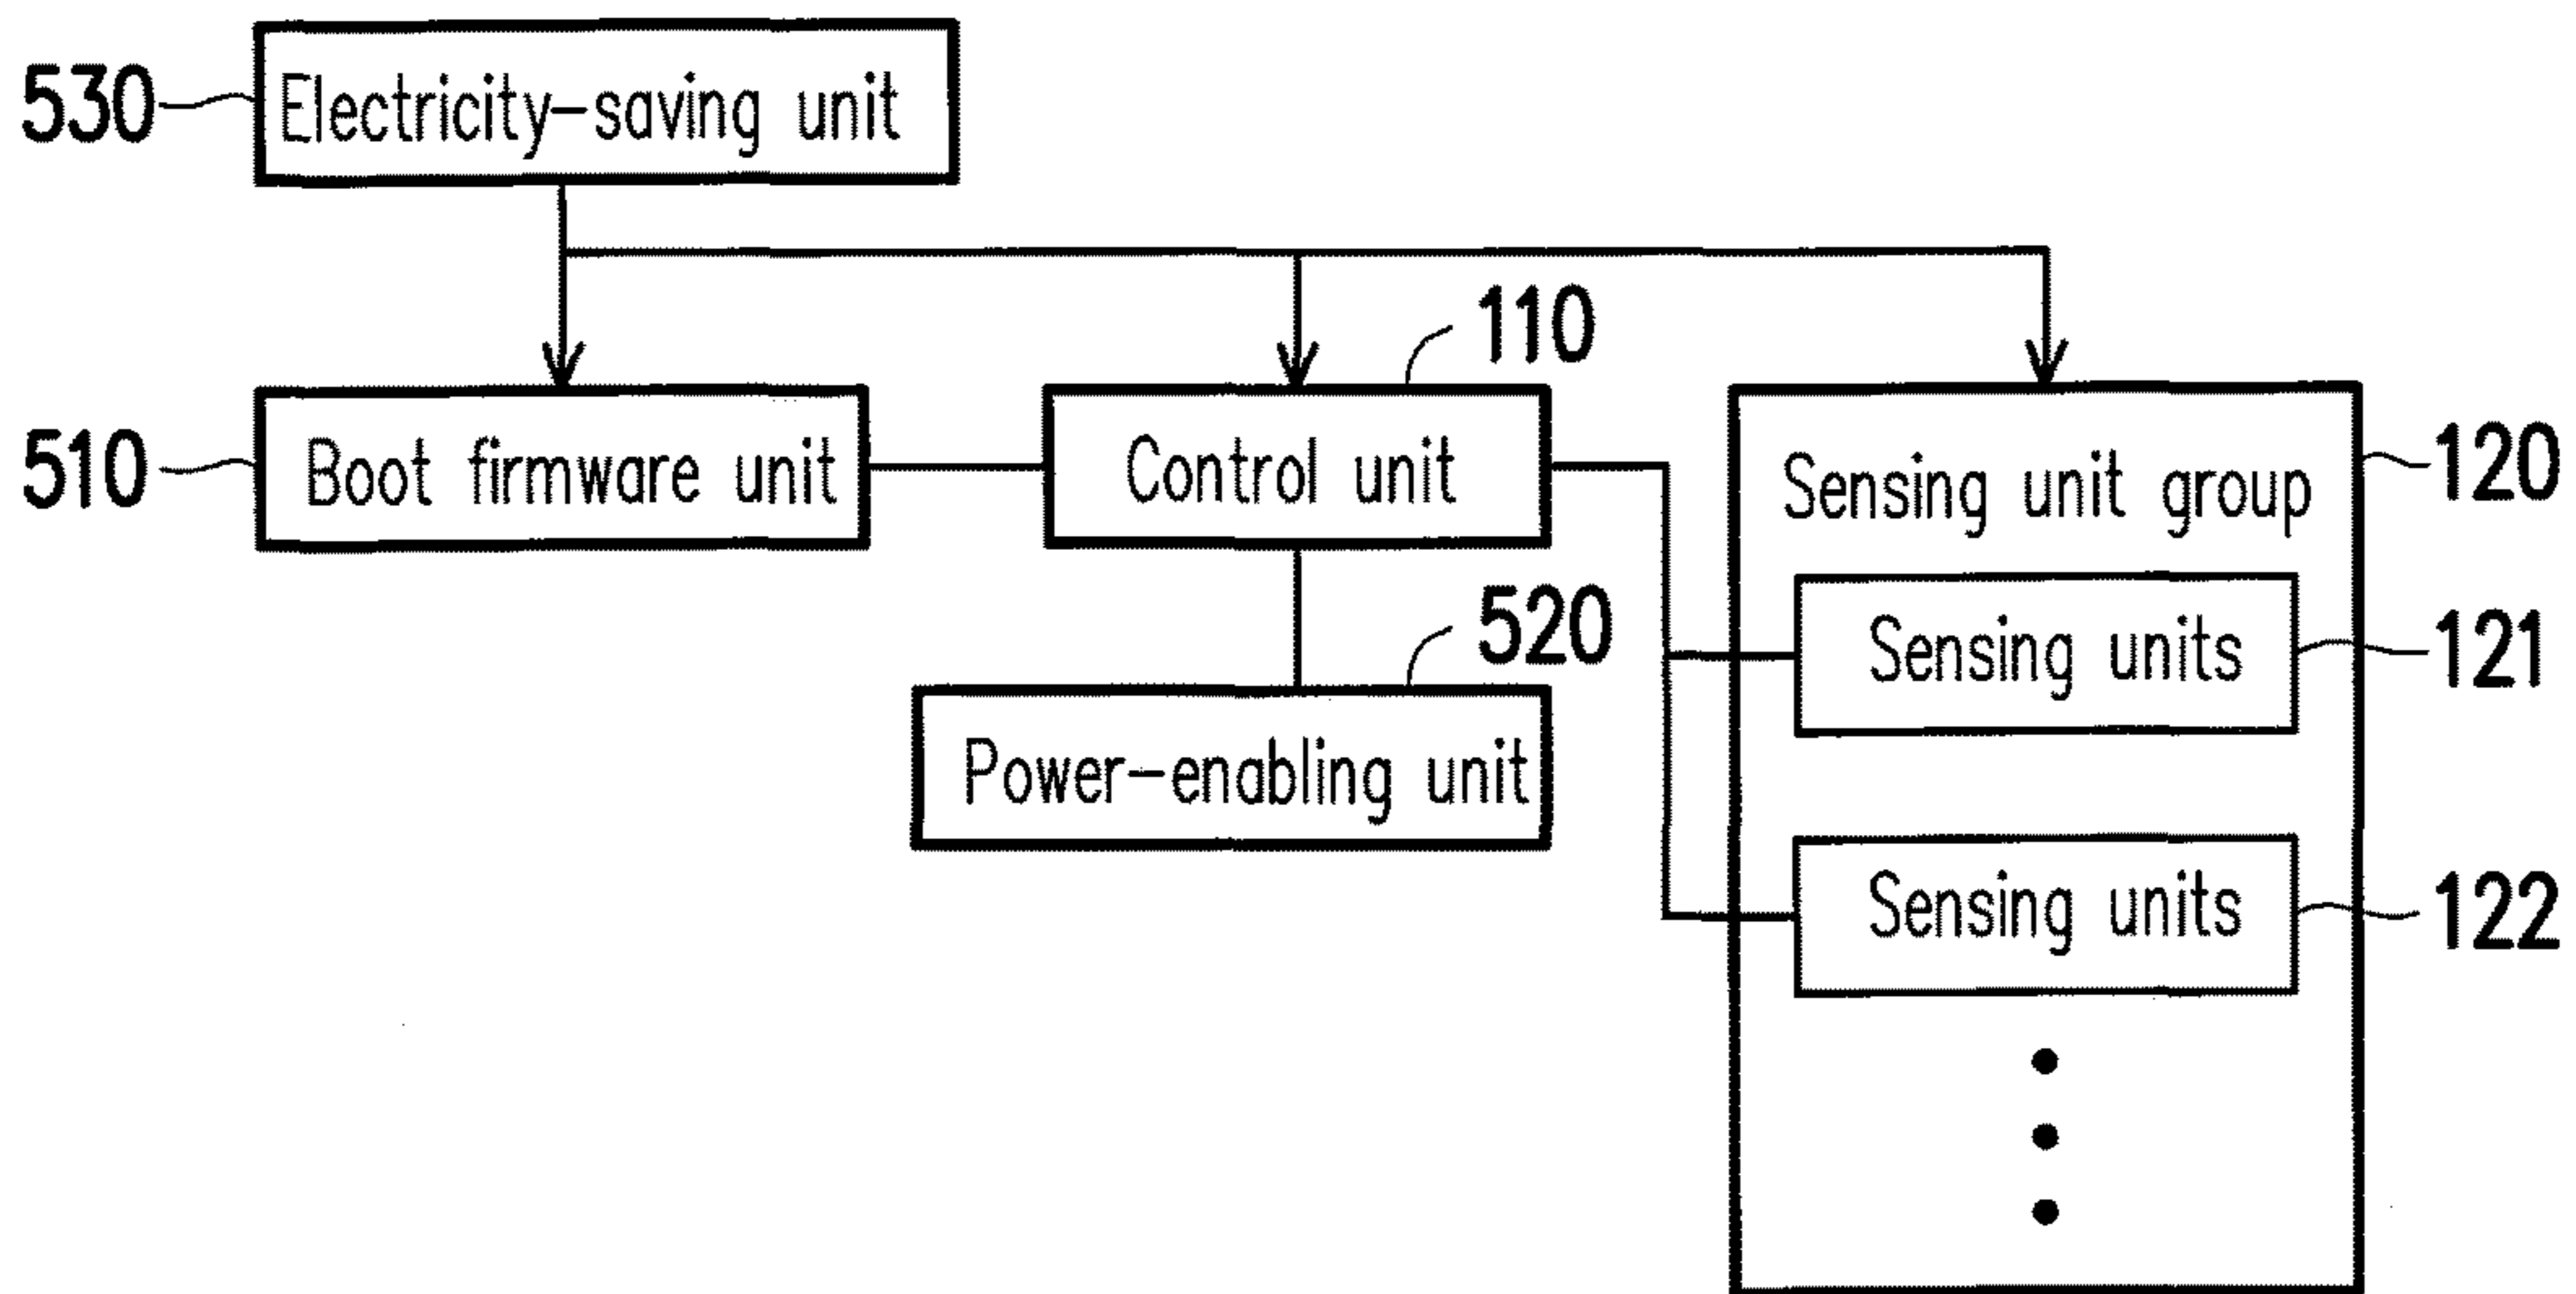 530
Electricity-saving unit
110
510
Boot firmware unit
Control unit
Sensing unit group
120
520
Sensing units
121
Power-enabling unit
Sensing units
122